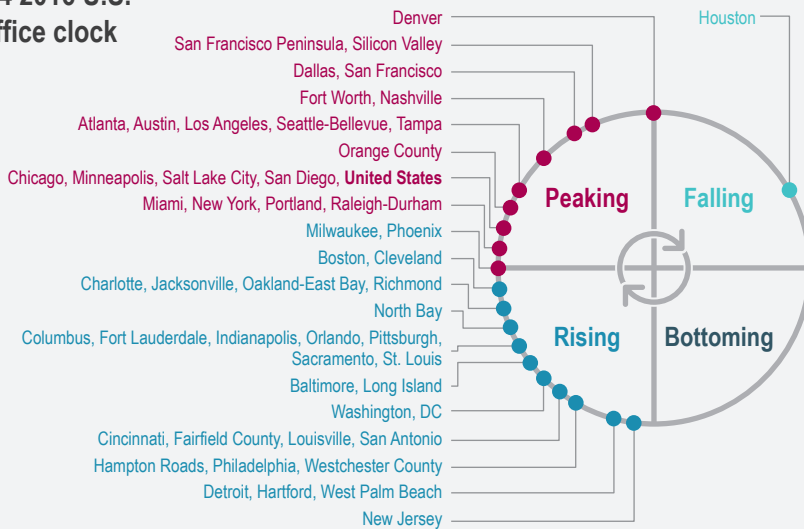 2016 U.S.
office clock
Denver
Houston
San Francisco Peninsula, Silicon Valley
Dallas, San Francisco
Fort Worth, Nashville
Atlanta, Austin, Los Angeles, Seattle-Bellevue, Tampa
Orange County
Chicago, Minneapolis, Salt Lake City, San Diego, United States
Miami, New York, Portland, Raleigh-Durham
Milwaukee, Phoenix
Boston, Cleveland
Charlotte, Jacksonville, Oakland-East Bay, Richmond
North Bay
Columbus, Fort Lauderdale, Indianapolis, Orlando, Pittsburgh,
Sacramento, St. Louis
Baltimore, Long Island
Washington, DC
Cincinnati, Fairfield County, Louisville, San Antonio
Hampton Roads, Philadelphia, Westchester County
Detroit, Hartford, West Palm Beach
New Jersey
Peaking
Falling
Rising
Bottoming